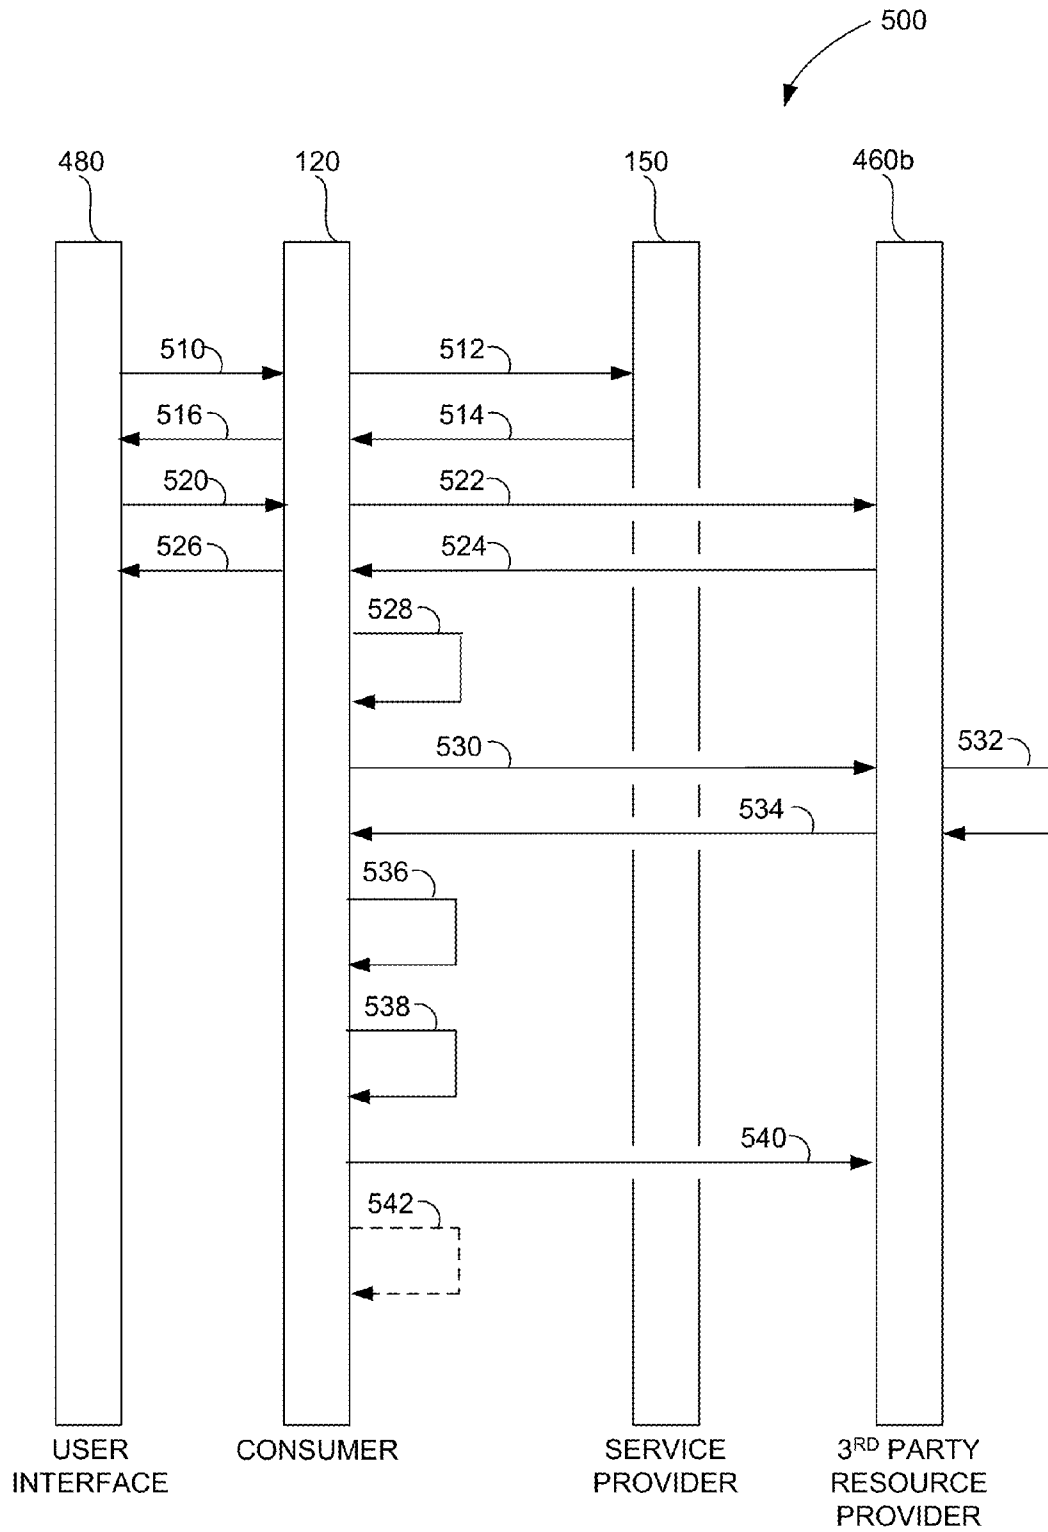 500
480
120
150
460b
510
512
516
514
520
522
526
524
528
530
532
534
536
538
540
542
USER
INTERFACE
CONSUMER
SERVICE
PROVIDER
3RD PARTY
RESOURCE
PROVIDER